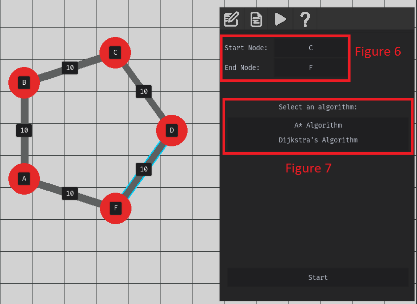 C
10
B
10
10
D
10
A
10
F
Start Node: C
End Node: F
Figure 6
Select an algorithm:
A* Algorithm
Dijkstra's Algorithm
Figure 7
Start